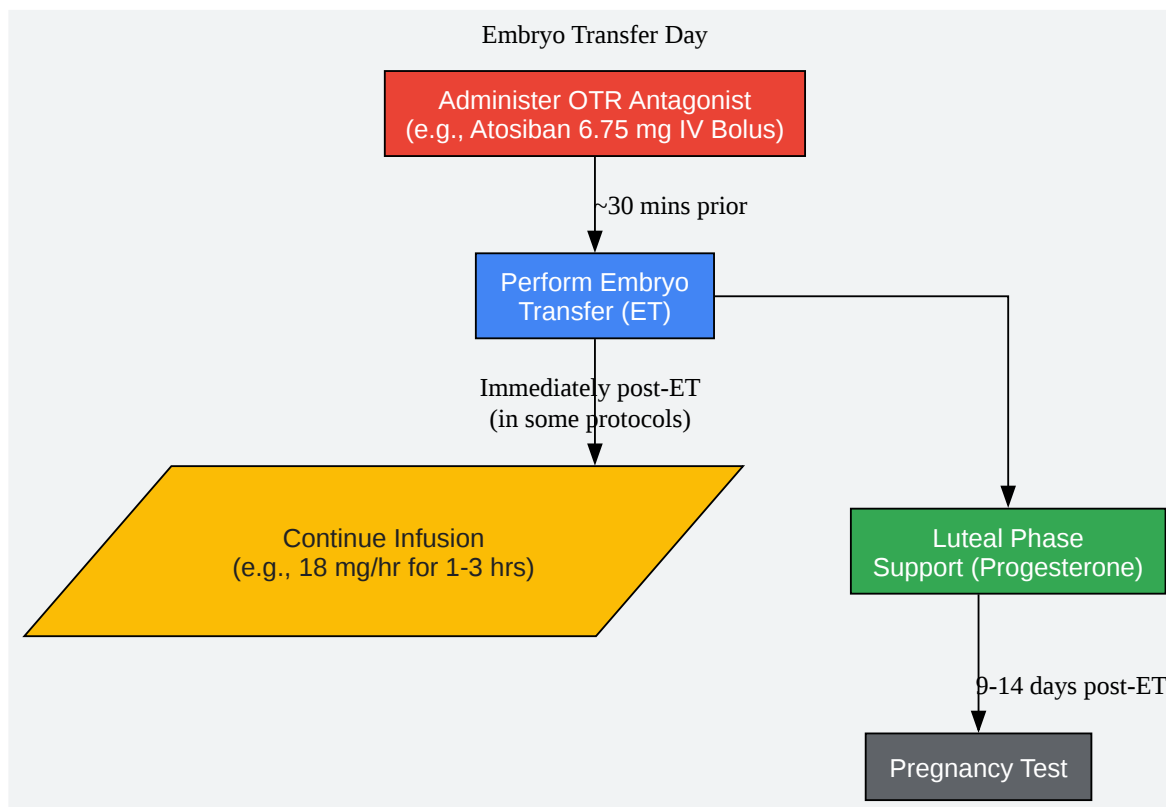 Embryo Transfer Day
Administer OTR Antagonist
(e.g., Atosiban 6.75 mg IV Bolus)
~30 mins prior
Perform Embryo
Transfer (ET)
Immediately post-ET
(in some protocols)
Continue Infusion
(e.g., 18 mg/hr for 1-3 hrs)
Luteal Phase
Support (Progesterone)
9-14 days post-ET
Pregnancy Test